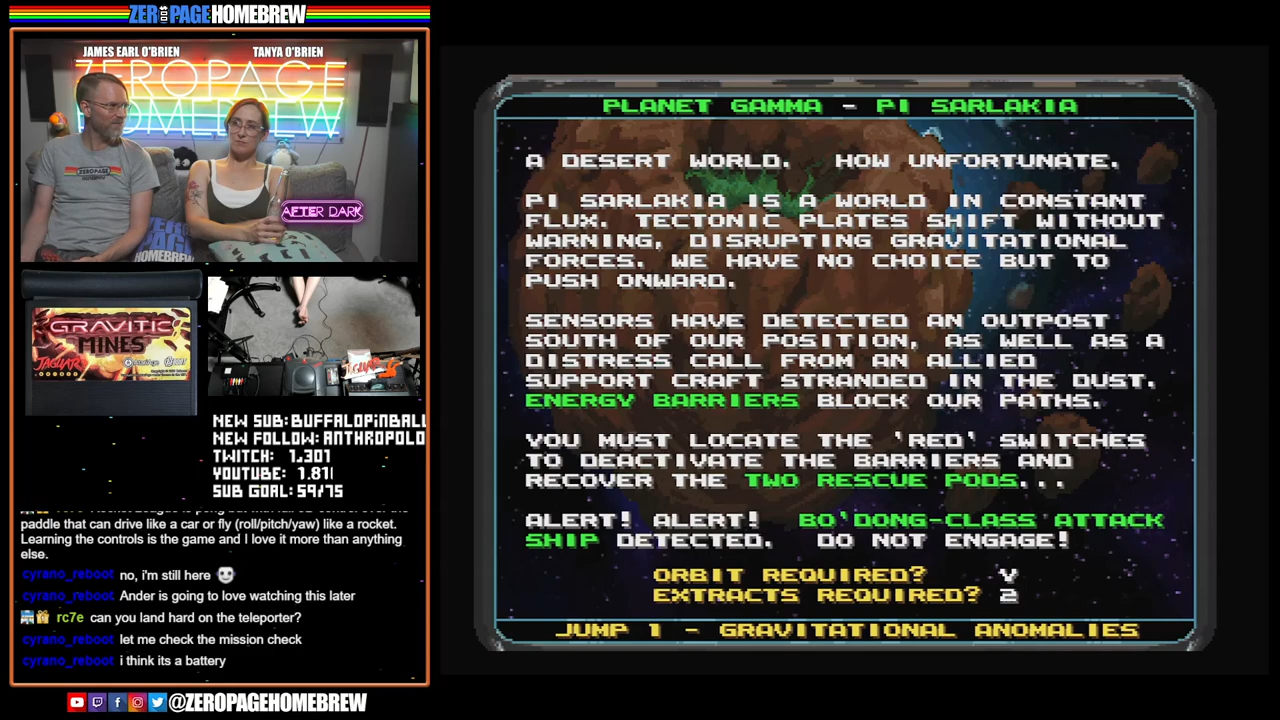 ZEROPAGE HOMEBREW
JAMES EARL O'BRIEN
TANYA O'BRIEN
ZEROPAGE
HOMEBREW
AFTER DARK
GRAVITIC
MINES
JAGUAR
NEW SUB: BUFFALOPINBALL
NEW FOLLOW: ANTHROPOLO
TWITCH: 1,301
YOUTUBE: 1.81
SUB GOAL: 59/75
paddle that can drive like a car or fly (roll/pitch/yaw) like a rocket.
Learning the controls is the game and I love it more than anything
else.
cyrano_reboot no, i'm still here
cyrano_reboot Ander is going to love watching this later
rc7e can you land hard on the teleporter?
cyrano_reboot let me check the mission check
cyrano_reboot i think its a battery
@ZEROPAGEHOMEBREW
PLANET GAMMA - PI SARLAKIA
A DESERT WORLD. HOW UNFORTUNATE.
PI SARLAKIA IS A WORLD IN CONSTANT
FLUX. TECTONIC PLATES SHIFT WITHOUT
WARNING, DISRUPTING GRAVITATIONAL
FORCES. WE HAVE NO CHOICE BUT TO
PUSH ONWARD.
SENSORS HAVE DETECTED AN OUTPOST
SOUTH OF OUR POSITION, AS WELL AS A
DISTRESS CALL FROM AN ALLIED
SUPPORT CRAFT STRANDED IN THE DUST.
ENERGY BARRIERS BLOCK OUR PATHS.
YOU MUST LOCATE THE 'RED' SWITCHES
TO DEACTIVATE THE BARRIERS AND
RECOVER THE TWO RESCUE PODS...
ALERT! ALERT! BO'DONG-CLASS ATTACK
SHIP DETECTED. DO NOT ENGAGE!
ORBIT REQUIRED? Y
EXTRACTS REQUIRED? 2
JUMP 1 - GRAVITATIONAL ANOMALIES